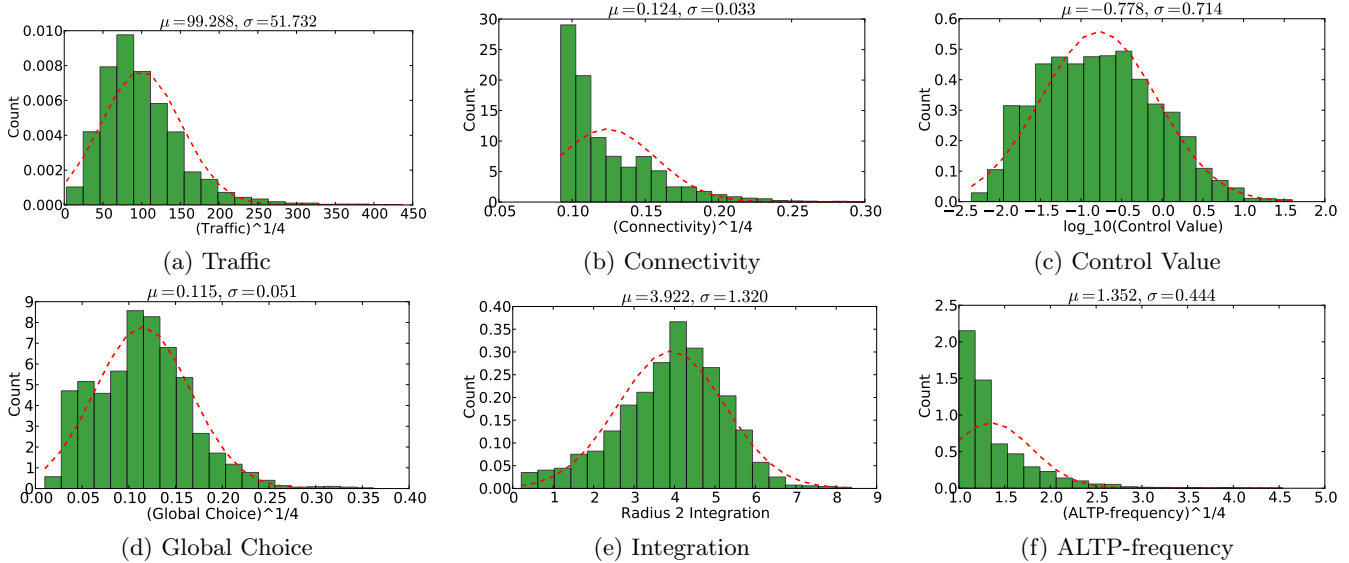 μ=99.288, σ=51.732
0.010
0.008
0.006
0.004
0.002
0.000
Count
0 50 100 150 200 250 300 350 400 450
(Traffic)^1/4
(a) Traffic
μ=0.124, σ=0.033
30
25
20
15
10
5
0
Count
0.05 0.10 0.15 0.20 0.25 0.30
(Connectivity)^1/4
(b) Connectivity
μ=−0.778, σ=0.714
0.6
0.5
0.4
0.3
0.2
0.1
0.0
Count
−2.5 −2.0 −1.5 −1.0 −0.5 0.0 0.5 1.0 1.5 2.0
log_10(Control Value)
(c) Control Value
μ=0.115, σ=0.051
9
8
7
6
5
4
3
2
1
0
Count
0.00 0.05 0.10 0.15 0.20 0.25 0.30 0.35 0.40
(Global Choice)^1/4
(d) Global Choice
μ=3.922, σ=1.320
0.40
0.35
0.30
0.25
0.20
0.15
0.10
0.05
0.00
Count
0 1 2 3 4 5 6 7 8 9
Radius 2 Integration
(e) Integration
μ=1.352, σ=0.444
2.5
2.0
1.5
1.0
0.5
0.0
Count
1.0 1.5 2.0 2.5 3.0 3.5 4.0 4.5 5.0
(ALTP-frequency)^1/4
(f) ALTP-frequency